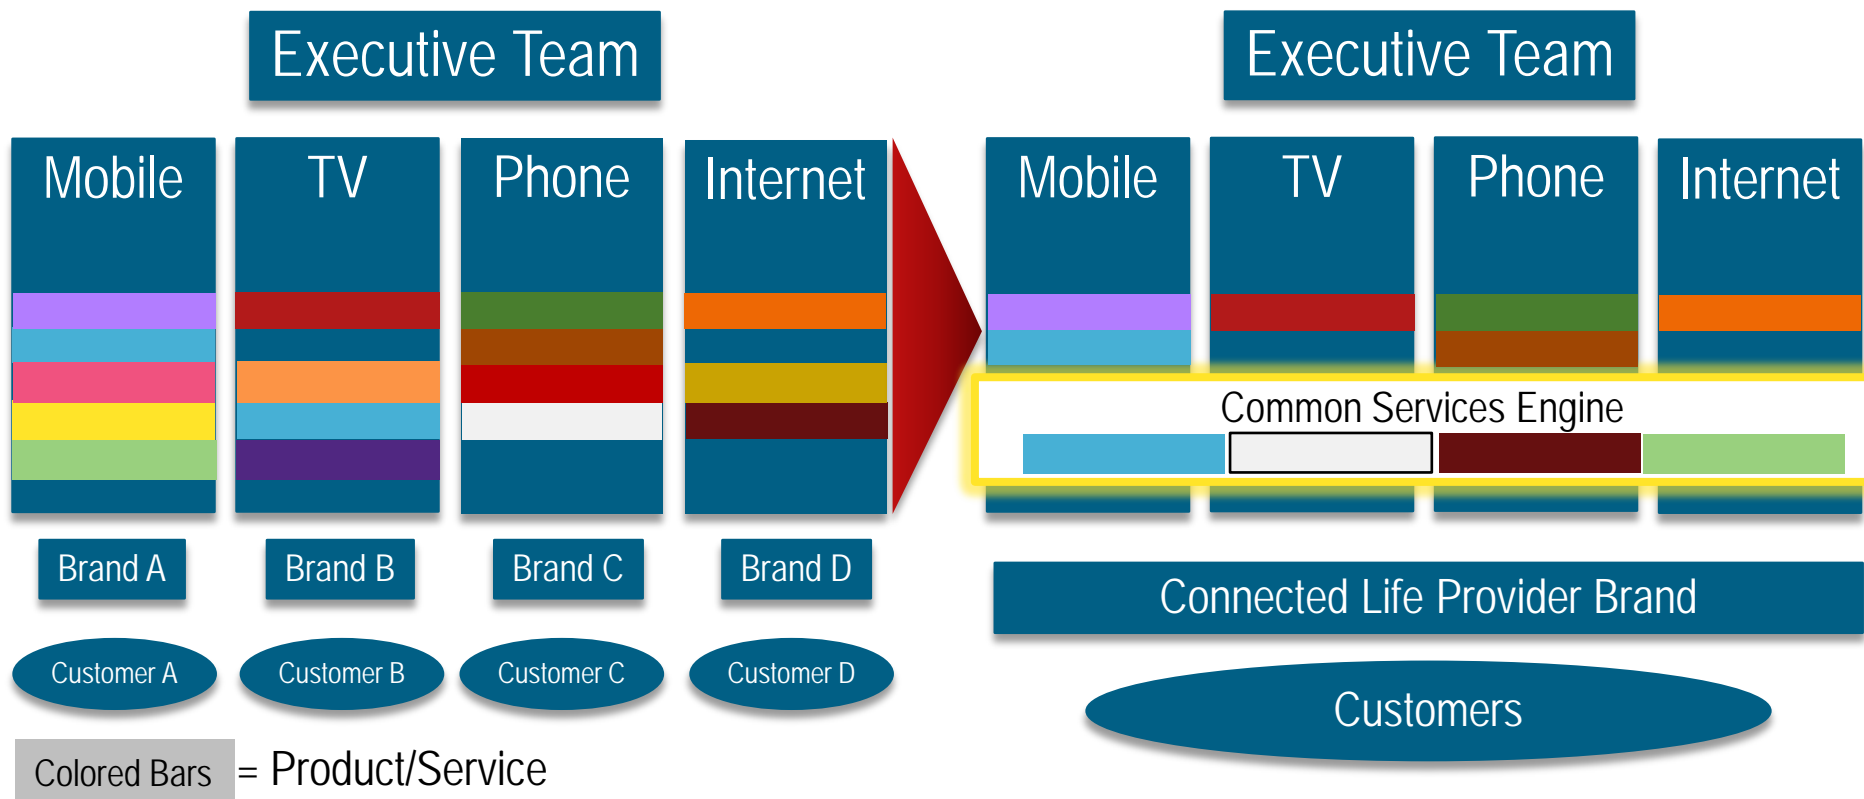 Executive Team
Mobile
TV
Phone
Internet
Brand A
Brand B
Brand C
Brand D
Customer A
Customer B
Customer C
Customer D
Colored Bars = Product/Service
Executive Team
Mobile
TV
Phone
Internet
Common Services Engine
Connected Life Provider Brand
Customers